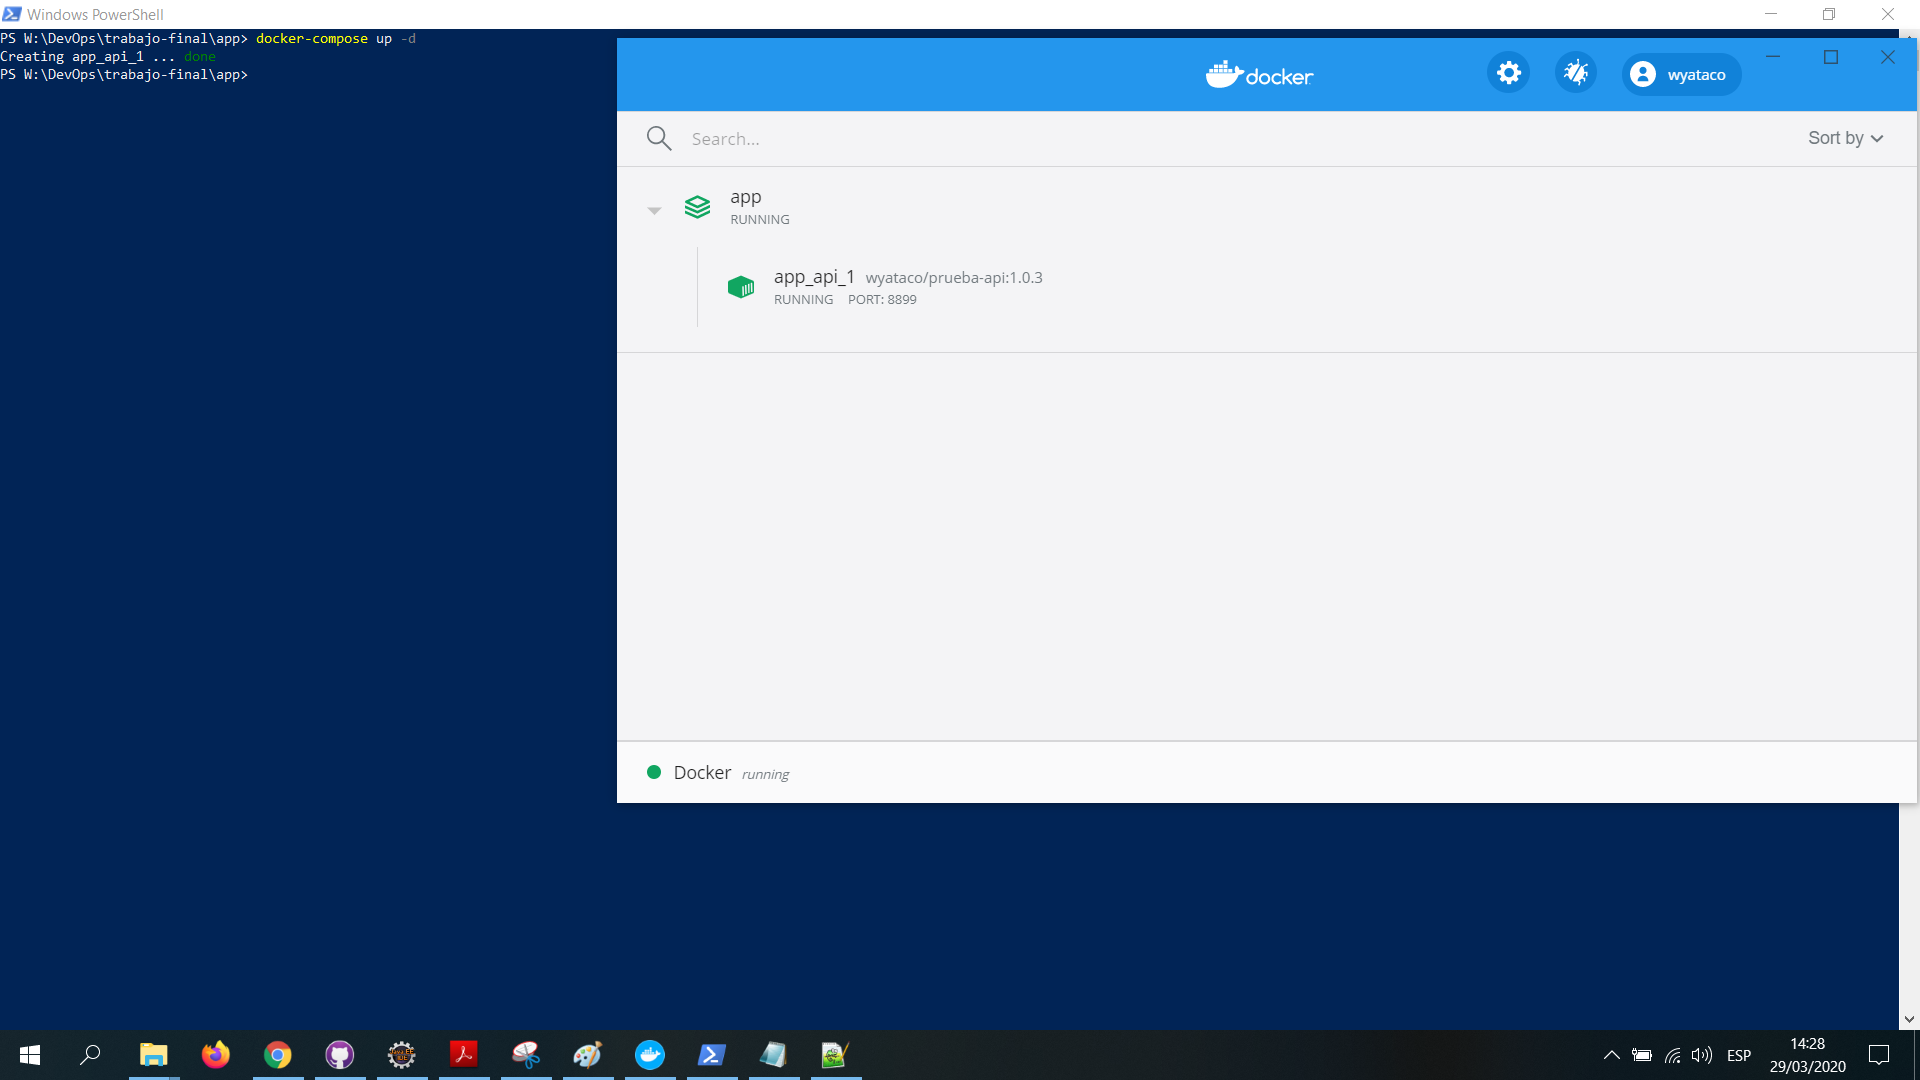 Windows PowerShell
PS W:\DevOps\trabajo-final\app> docker-compose up -d
Creating app_api_1 ... done
PS W:\DevOps\trabajo-final\app>
docker
wyataco
Search...
Sort by
app
RUNNING
app_api_1 wyataco/prueba-api:1.0.3
RUNNING PORT: 8899
Docker running
ESP
14:28
29/03/2020